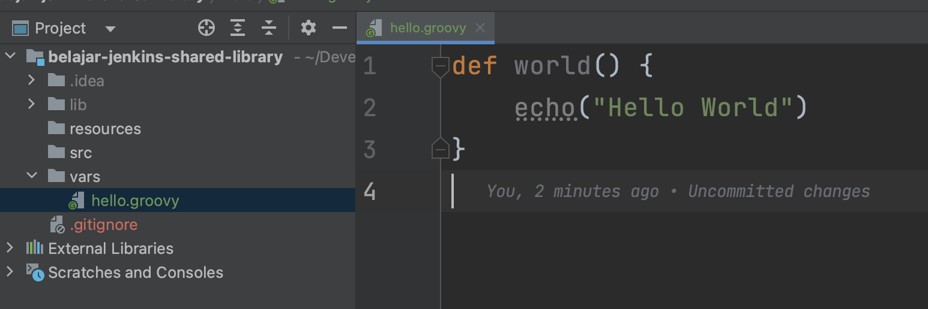 Project
hello.groovy
belajar-jenkins-shared-library - ~/Deve
.idea
lib
resources
src
vars
hello.groovy
.gitignore
External Libraries
Scratches and Consoles
1 def world() {
2 echo("Hello World")
3 }
4 You, 2 minutes ago • Uncommitted changes